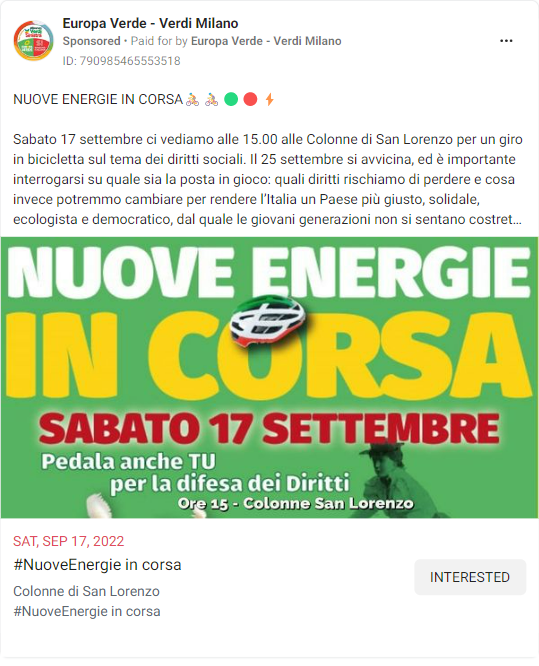 Europa Verde - Verdi Milano
Sponsored • Paid for by Europa Verde - Verdi Milano
ID: 790985465553518
NUOVE ENERGIE IN CORSA🚴🏼 🚴🏼 🟢 🔴 ⚡
Sabato 17 settembre ci vediamo alle 15.00 alle Colonne di San Lorenzo per un giro
in bicicletta sul tema dei diritti sociali. Il 25 settembre si avvicina, ed è importante
interrogarsi su quale sia la posta in gioco: quali diritti rischiamo di perdere e cosa
invece potremmo cambiare per rendere l'Italia un Paese più giusto, solidale,
ecologista e democratico, dal quale le giovani generazioni non si sentano costret...
NUOVE ENERGIE
IN CORSA
SABATO 17 SETTEMBRE
Pedala anche TU
per la difesa dei Diritti
Ore 15 - Colonne San Lorenzo
SAT, SEP 17, 2022
#NuoveEnergie in corsa
INTERESTED
Colonne di San Lorenzo
#NuoveEnergie in corsa